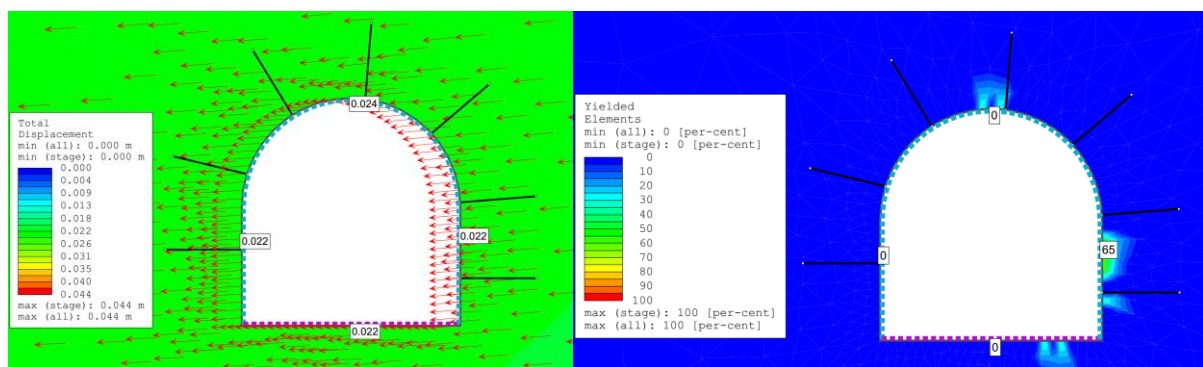 Total
Displacement
min (all): 0.000 m
min (stage): 0.000 m
0.000
0.004
0.009
0.013
0.018
0.022
0.026
0.031
0.035
0.040
0.044
max (stage): 0.044 m
max (all): 0.044 m
0.024
0.022
0.022
0.022
Yielded
Elements
min (all): 0 [per-cent]
min (stage): 0 [per-cent]
0
10
20
30
40
50
60
70
80
90
100
max (stage): 100 [per-cent]
max (all): 100 [per-cent]
0
0
65
0